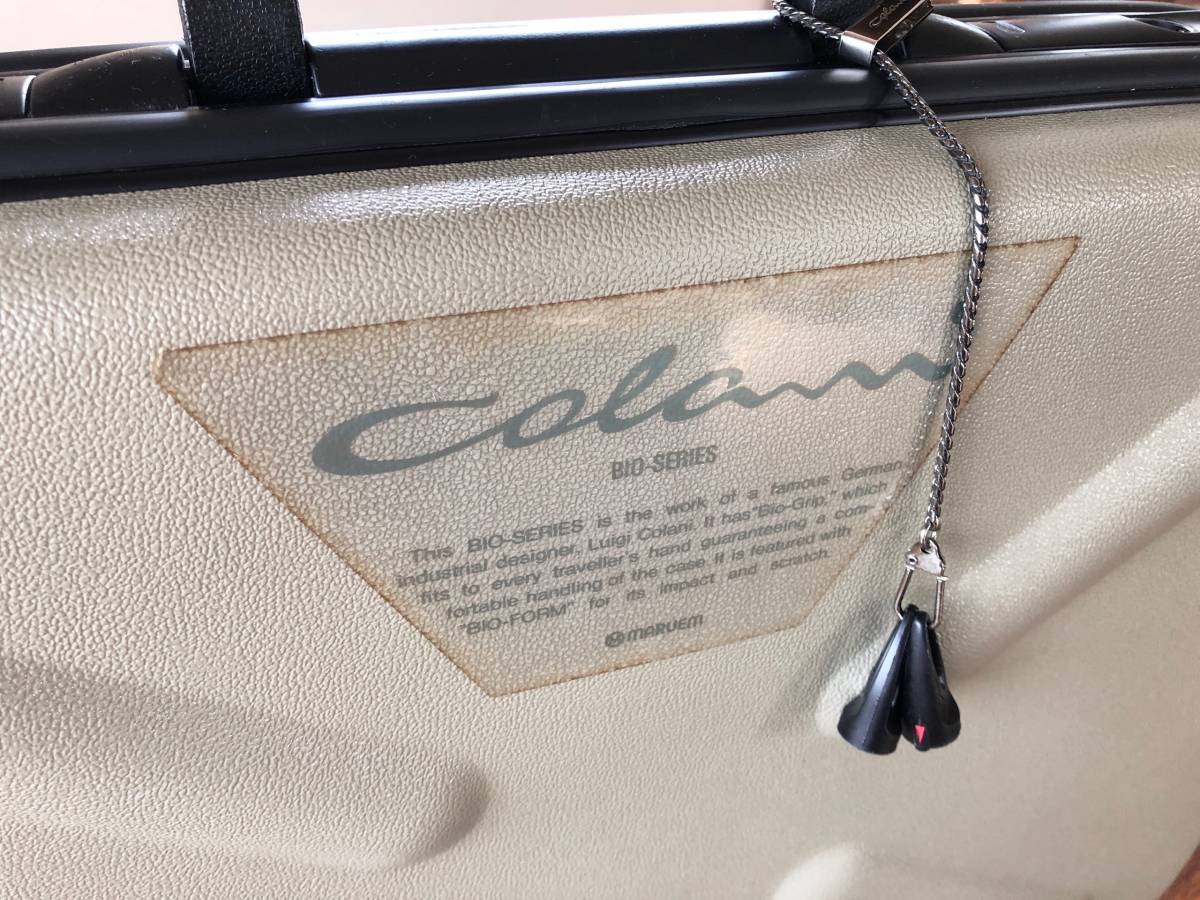 Colani
Colani
BIO-SERIES
This BIO-SERIES is the work of a famous German
industrial designer, Luigi Colani. It has "Bio-Grip," which
fits to every traveller's hand guaranteeing a com-
fortable handling of the case. It is featured with
"BIO-FORM" for its impact and scratch.
MARUEM